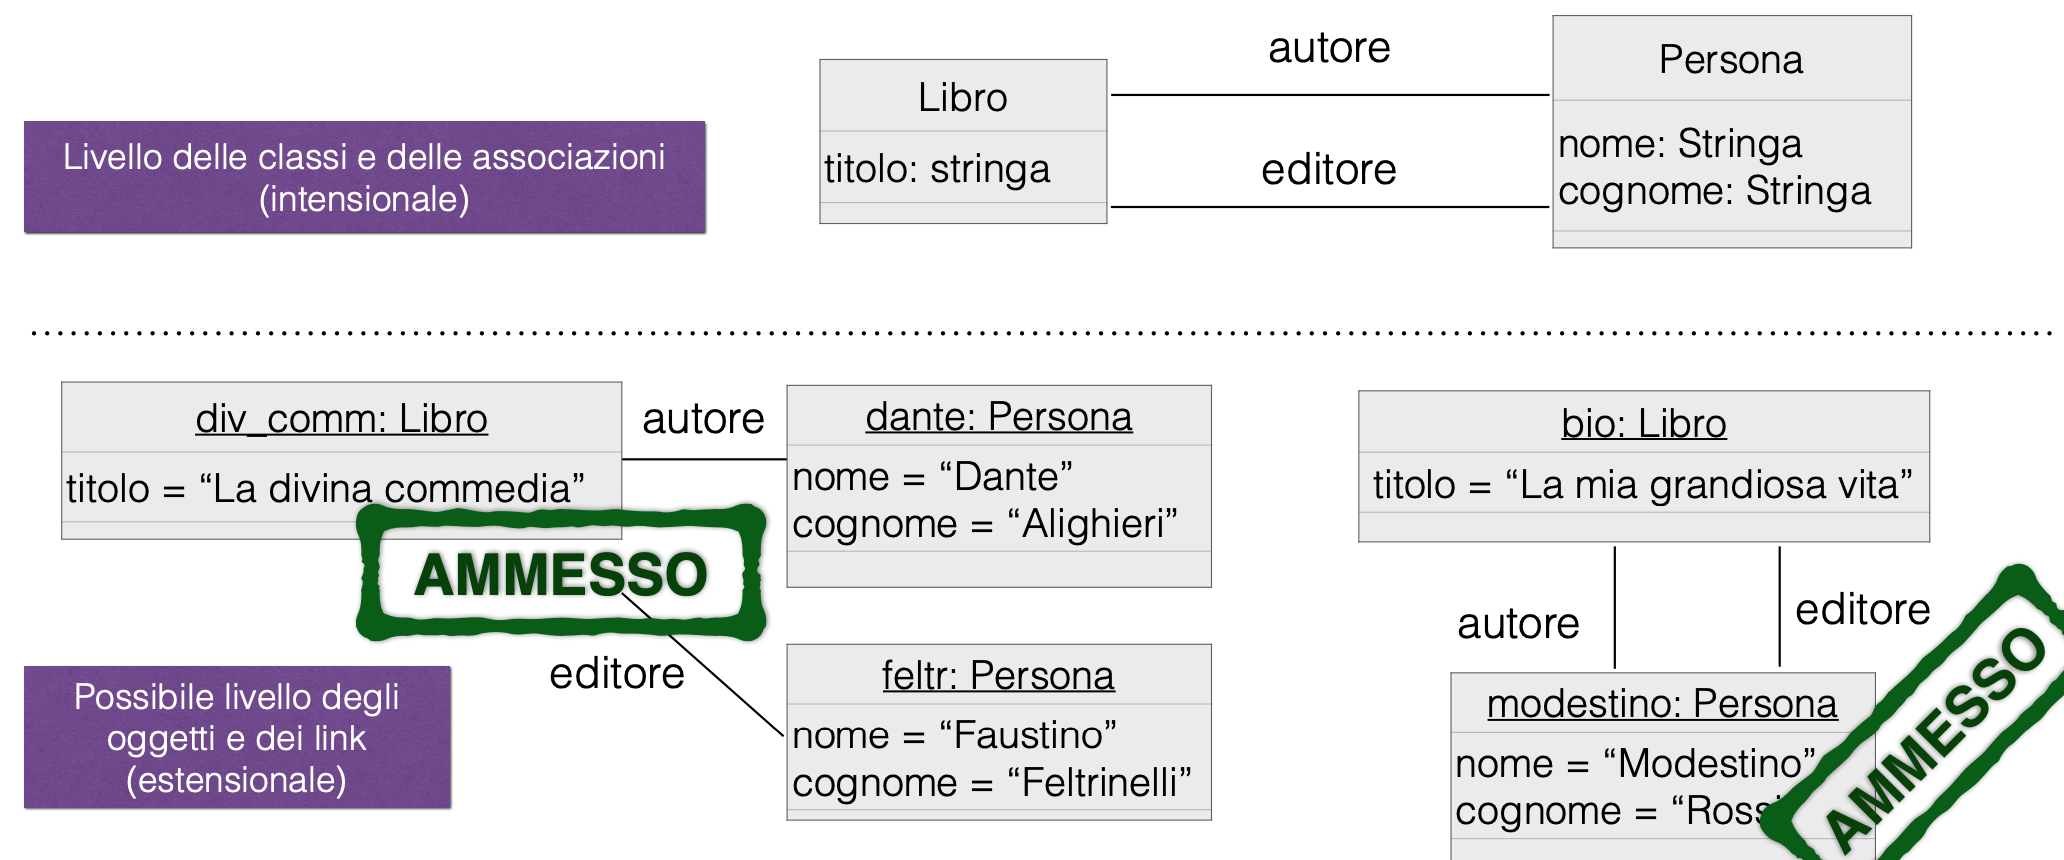 autore
Persona
Libro
Livello delle classi e delle associazioni
(intensionale)
titolo: stringa
editore
nome: Stringa
cognome: Stringa
div_comm: Libro
titolo = “La divina commedia”
autore
dante: Persona
nome = “Dante”
cognome = “Alighieri”
AMMESSO
editore
feltr: Persona
nome = “Faustino”
cognome = “Feltrinelli”
Possibile livello degli
oggetti e dei link
(estensionale)
bio: Libro
titolo = “La mia grandiosa vita”
autore
editore
modestino: Persona
nome = “Modestino”
cognome =
AMMESSO